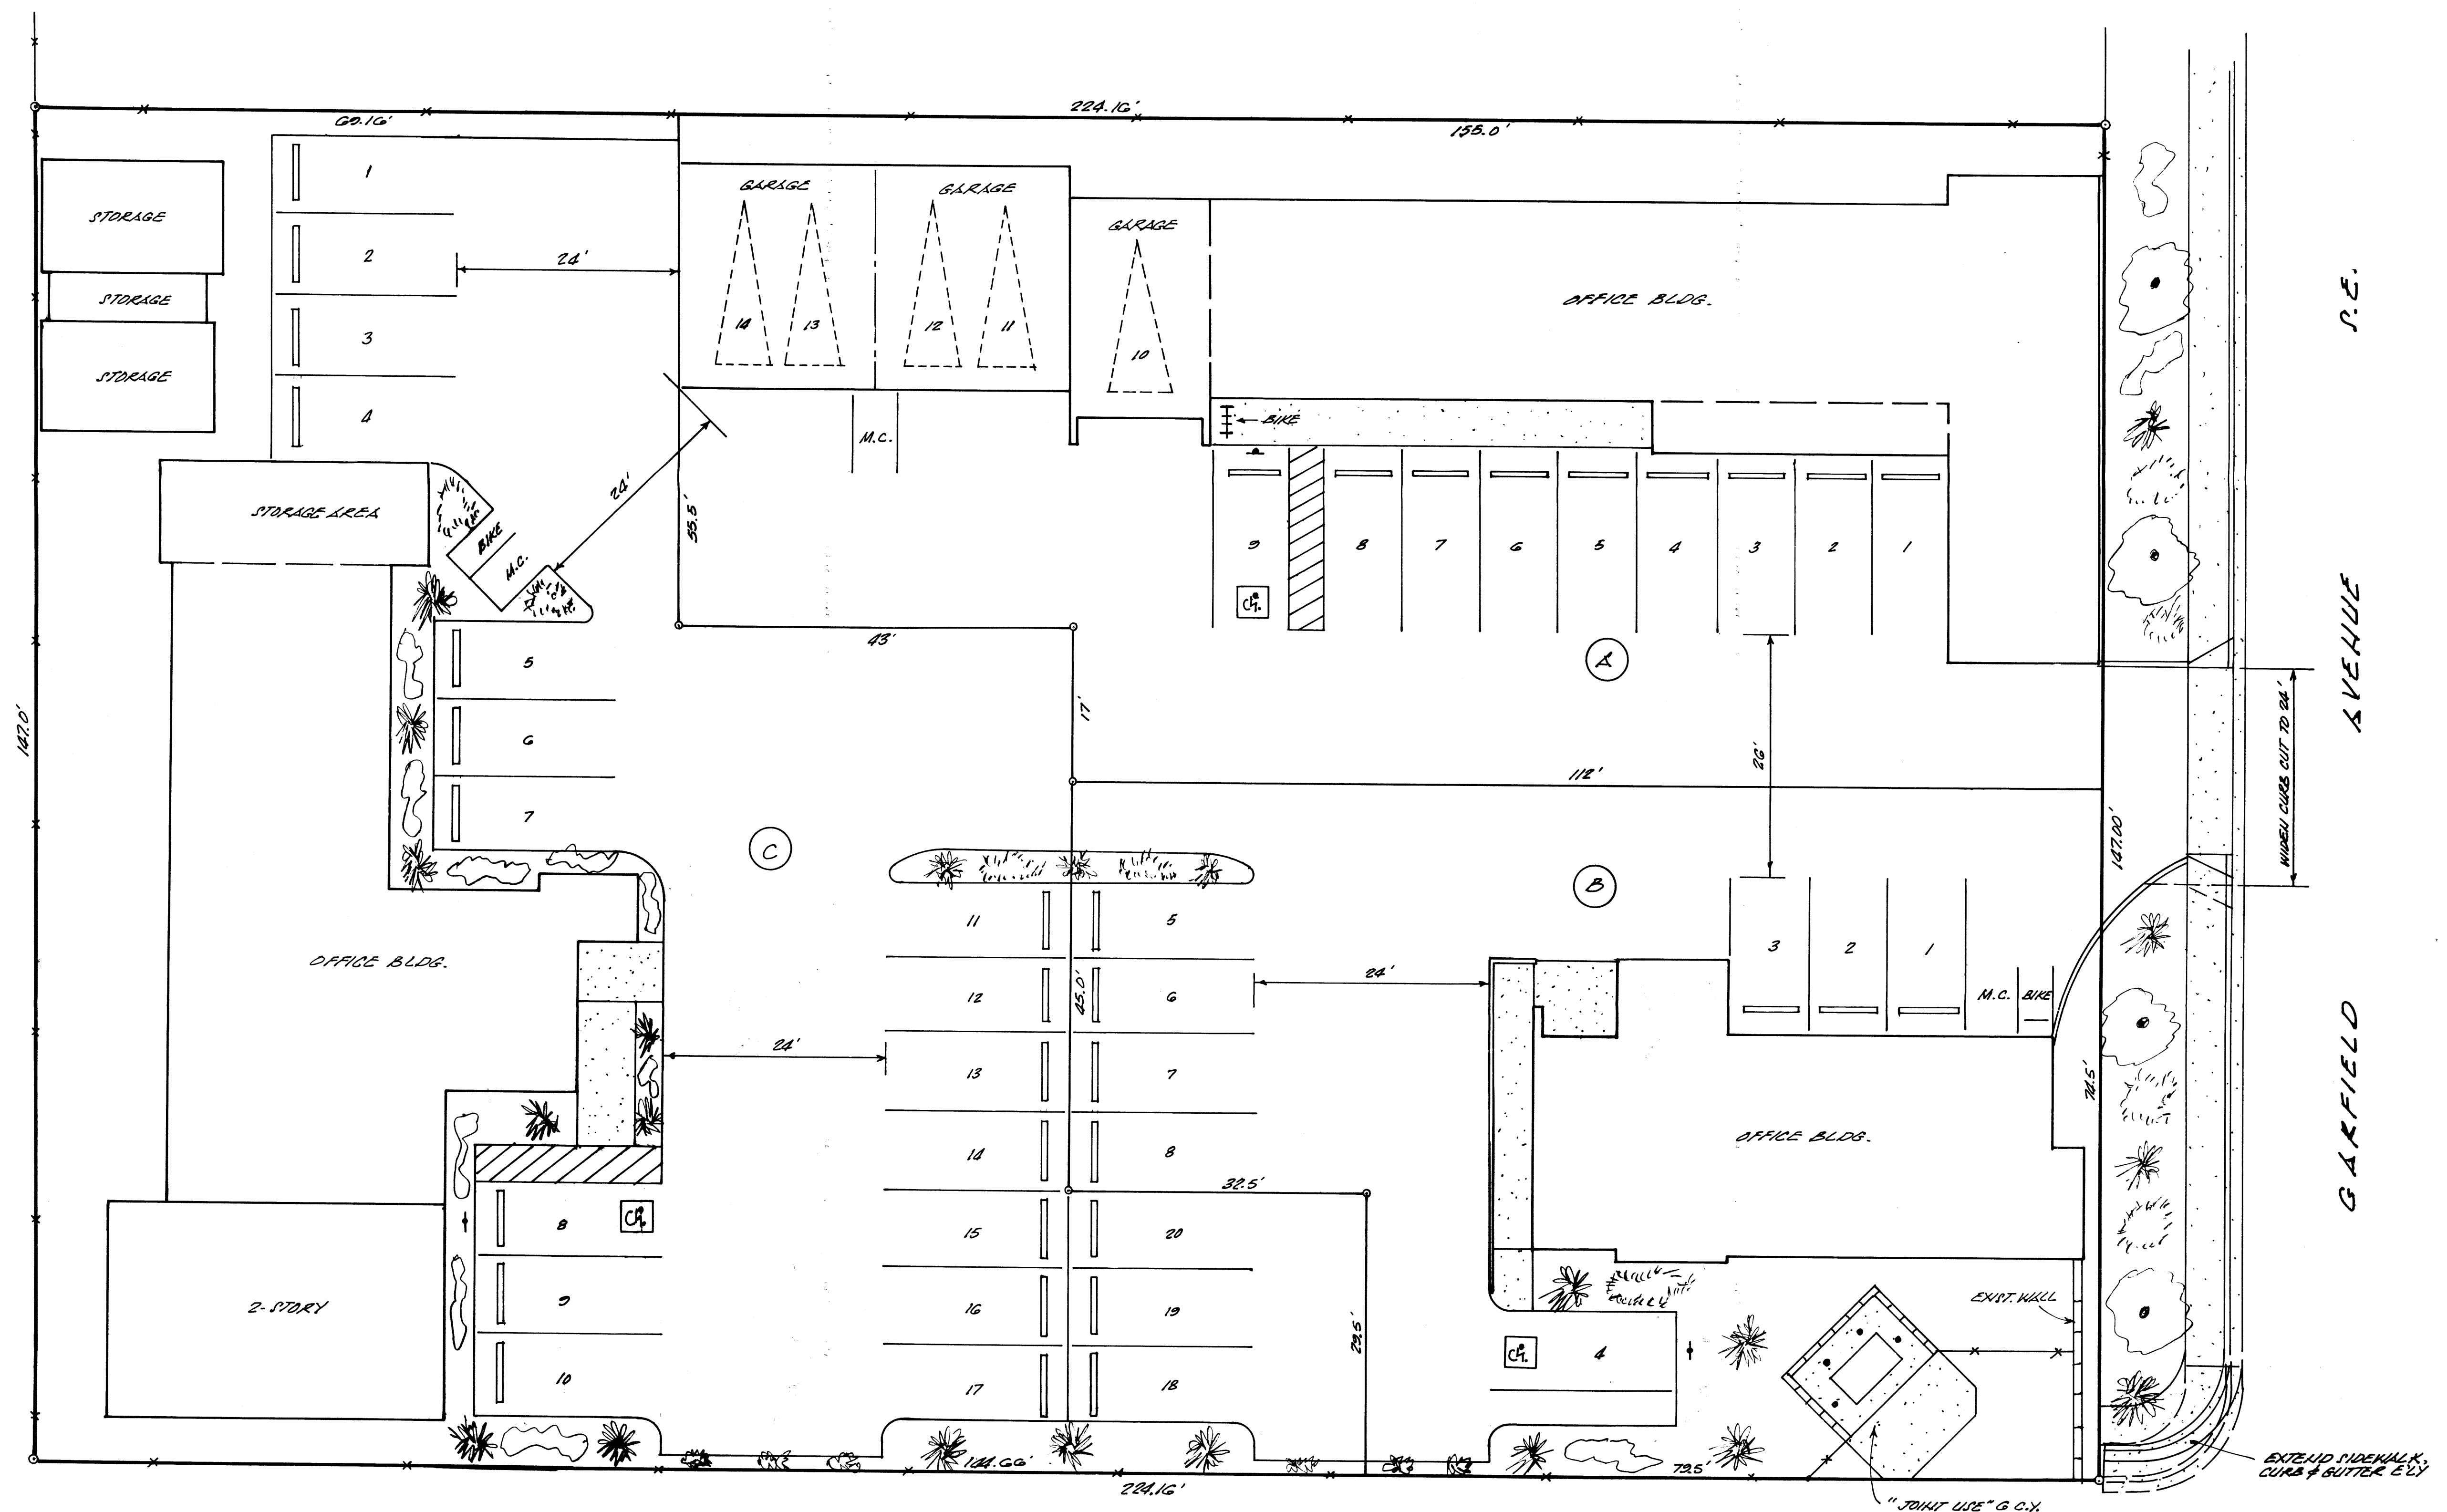 224.16'
69.16'
155.0'
STORAGE
STORAGE
STORAGE
1
2
3
4
24'
GARAGE
GARAGE
GARAGE
14
13
12
11
10
OFFICE BLDG.
S.E.
AVENUE
GARFIELD
BIKE
M.C.
STORAGE AREA
BIKE
M.C.
24'
55.5'
9
8
7
6
5
4
3
2
1
A
43'
17'
26'
112'
WIDEN CURB CUT TO 24'
147.0'
147.00'
5
6
7
C
B
OFFICE BLDG.
11
12
13
14
15
16
17
45.0'
5
6
7
8
20
19
18
24'
24'
32.5'
29.5'
3
2
1
M.C.
BIKE
74.5'
OFFICE BLDG.
2-STORY
8
9
10
4
EXIST. WALL
144.66'
79.5'
224.16'
"JOINT USE" 6 C.Y.
EXTEND SIDEWALK,
CURB & GUTTER E'LY